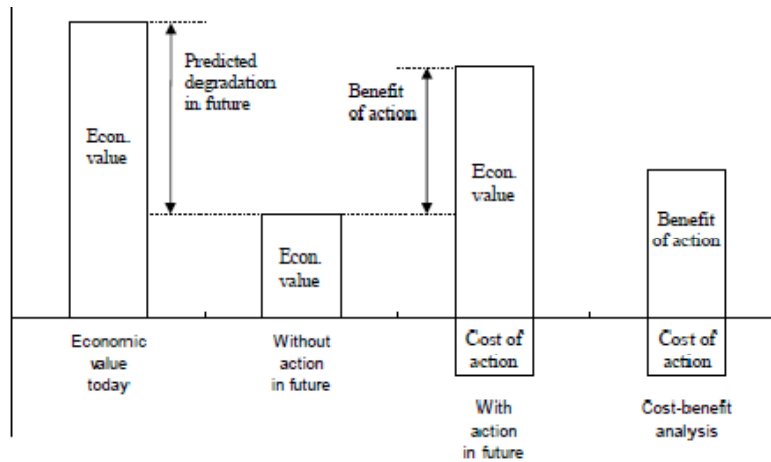 Predicted
degradation
in future
Benefit
of action
Econ.
value
Econ.
value
Econ.
value
Benefit
of action
Economic
value
today
Without
action
in future
Cost of
action
With
action
in future
Cost of
action
Cost-benefit
analysis